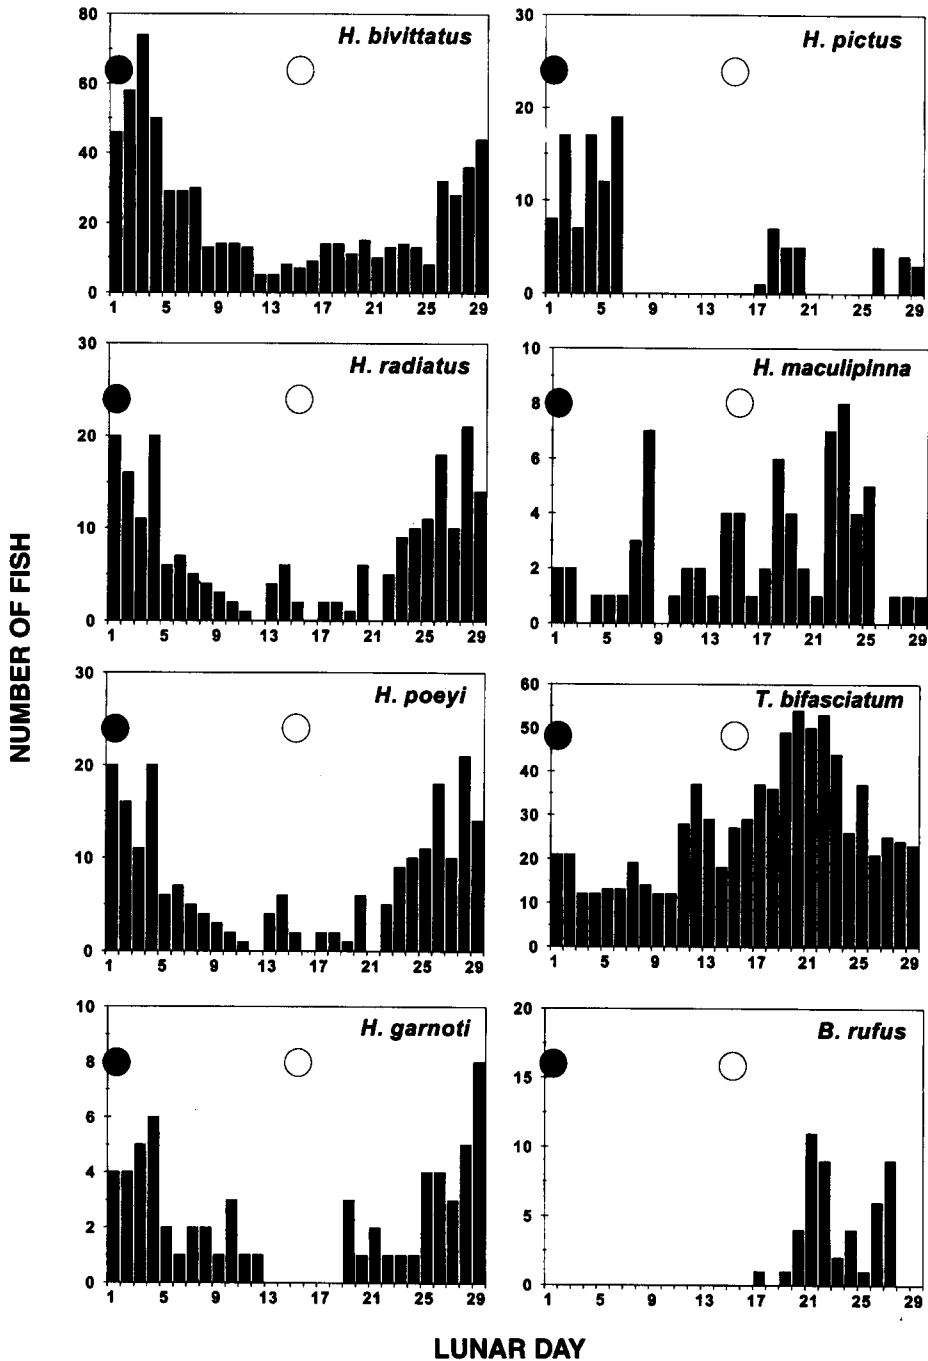 H. bivittatus
80
60
40
20
0
1 5 9 13 17 21 25 29
H. pictus
30
20
10
0
1 5 9 13 17 21 25 29
H. radiatus
30
20
10
0
1 5 9 13 17 21 25 29
H. maculipinna
10
8
6
4
2
0
1 5 9 13 17 21 25 29
NUMBER OF FISH
H. poeyi
30
20
10
0
1 5 9 13 17 21 25 29
T. bifasciatum
60
50
40
30
20
10
0
1 5 9 13 17 21 25 29
H. garnoti
10
8
6
4
2
0
1 5 9 13 17 21 25 29
B. rufus
20
15
10
5
0
1 5 9 13 17 21 25 29
LUNAR DAY